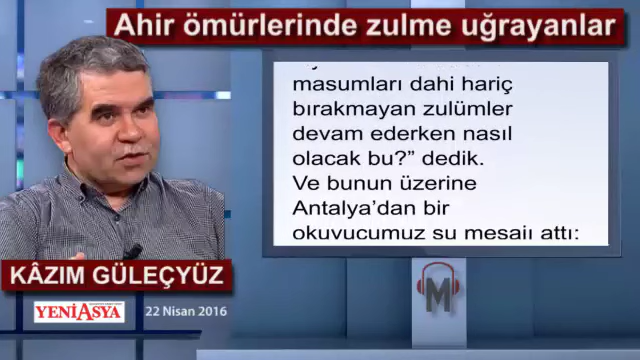 Ahir ömürlerinde zulme uğrayanlar
masumları dahi hariç
bırakmayan zulümler
devam ederken nasıl
olacak bu?” dedik.
Ve bunun üzerine
Antalya’dan bir
okuyucumuz şu mesajı attı:
KÂZIM GÜLEÇYÜZ
YENİASYA
22 Nisan 2016
M